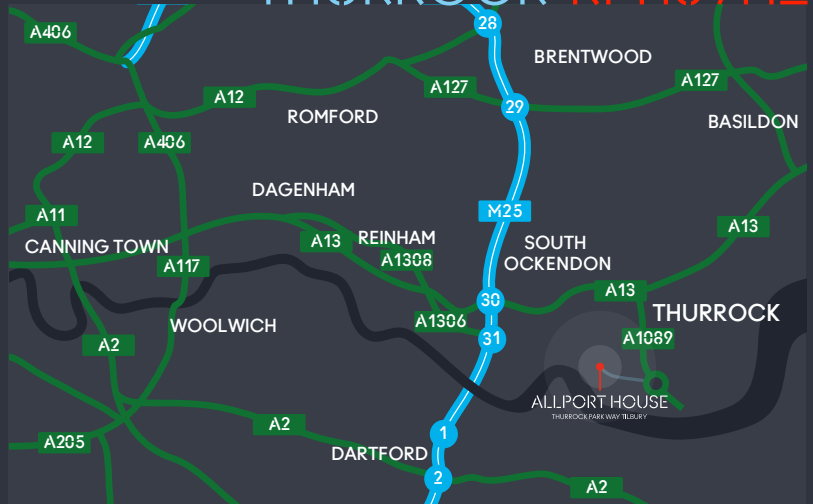 28
A406
BRENTWOOD
A127
A127
A12
29
ROMFORD
BASILDON
A12
A406
DAGENHAM
M25
A11
A13
REINHAM
A13
CANNING TOWN
SOUTH
OCKENDON
A1308
A117
A13
30
THURROCK
A1306
WOOLWICH
31
A1089
A2
ALLPORT HOUSE
THURROCK PARK WAY TILBURY
A2
1
A205
DARTFORD
2
A2